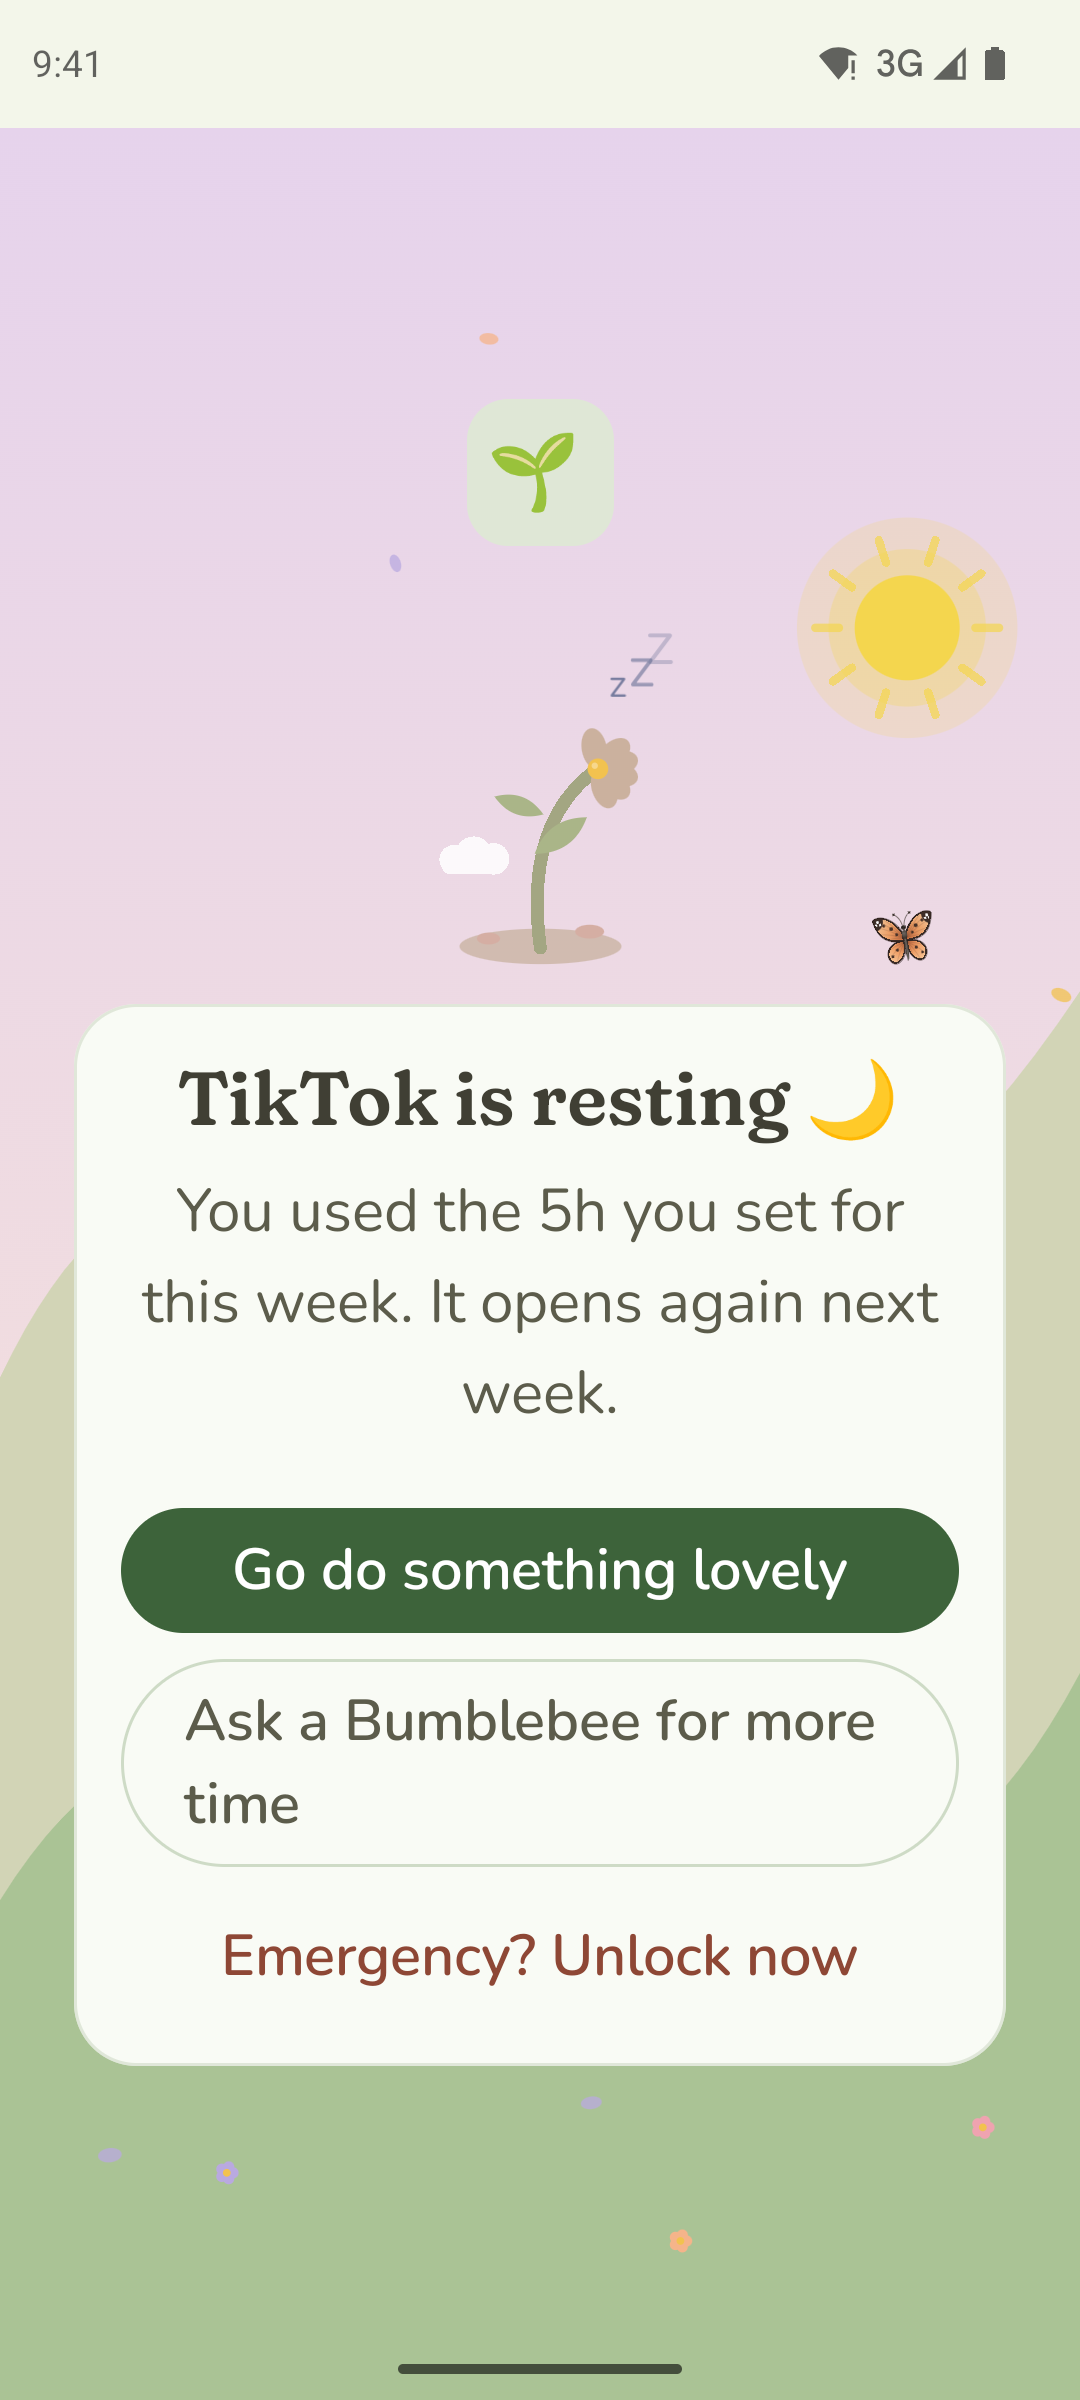 9:41
3G
z
Z
Z
TikTok is resting 🌙
You used the 5h you set for
this week. It opens again next
week.
Go do something lovely
Ask a Bumblebee for more
time
Emergency? Unlock now